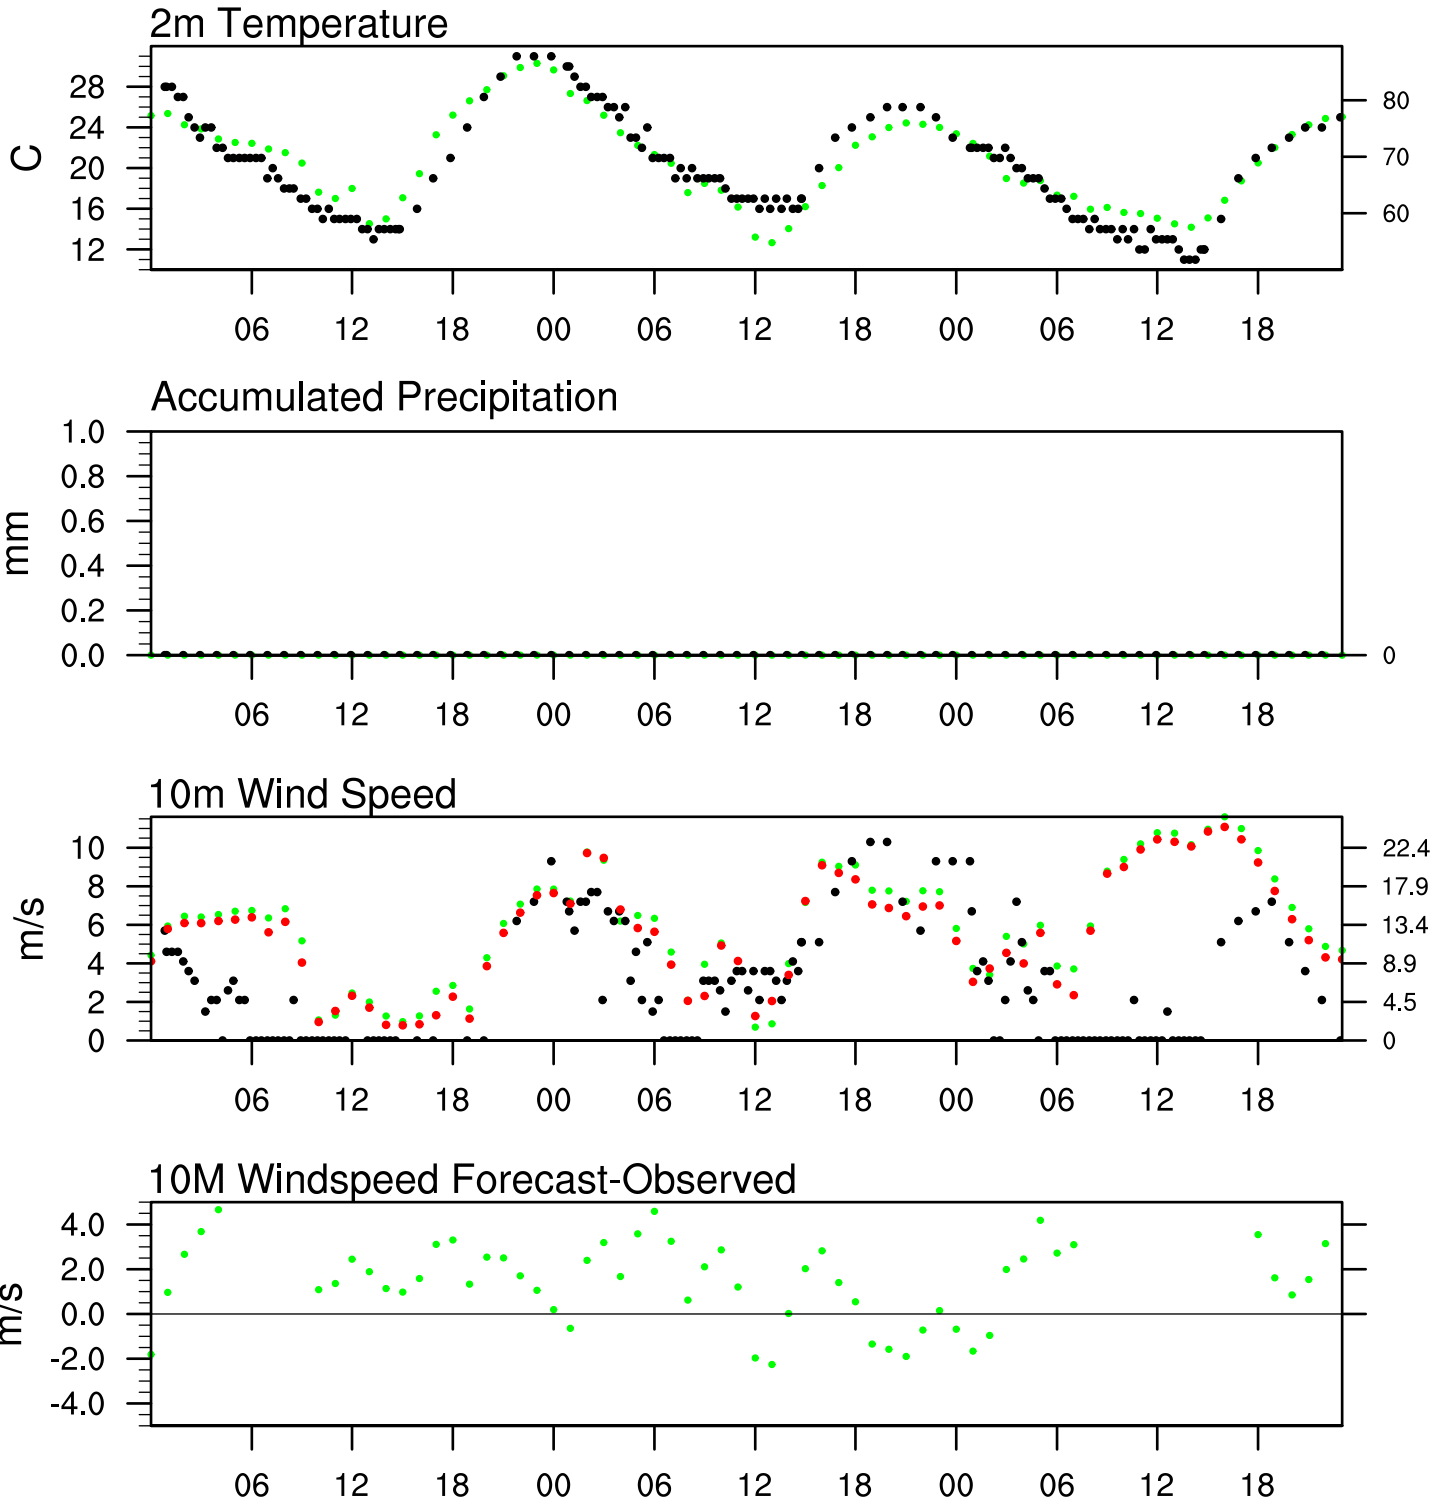 2m Temperature
28
24
20
16
12
C
80
70
60
06 12 18 00 06 12 18 00 06 12 18
Accumulated Precipitation
1.0
0.8
0.6
0.4
0.2
0.0
mm
0
06 12 18 00 06 12 18 00 06 12 18
10m Wind Speed
10
8
6
4
2
0
m/s
22.4
17.9
13.4
8.9
4.5
0
06 12 18 00 06 12 18 00 06 12 18
10M Windspeed Forecast-Observed
4.0
2.0
0.0
-2.0
-4.0
m/s
06 12 18 00 06 12 18 00 06 12 18